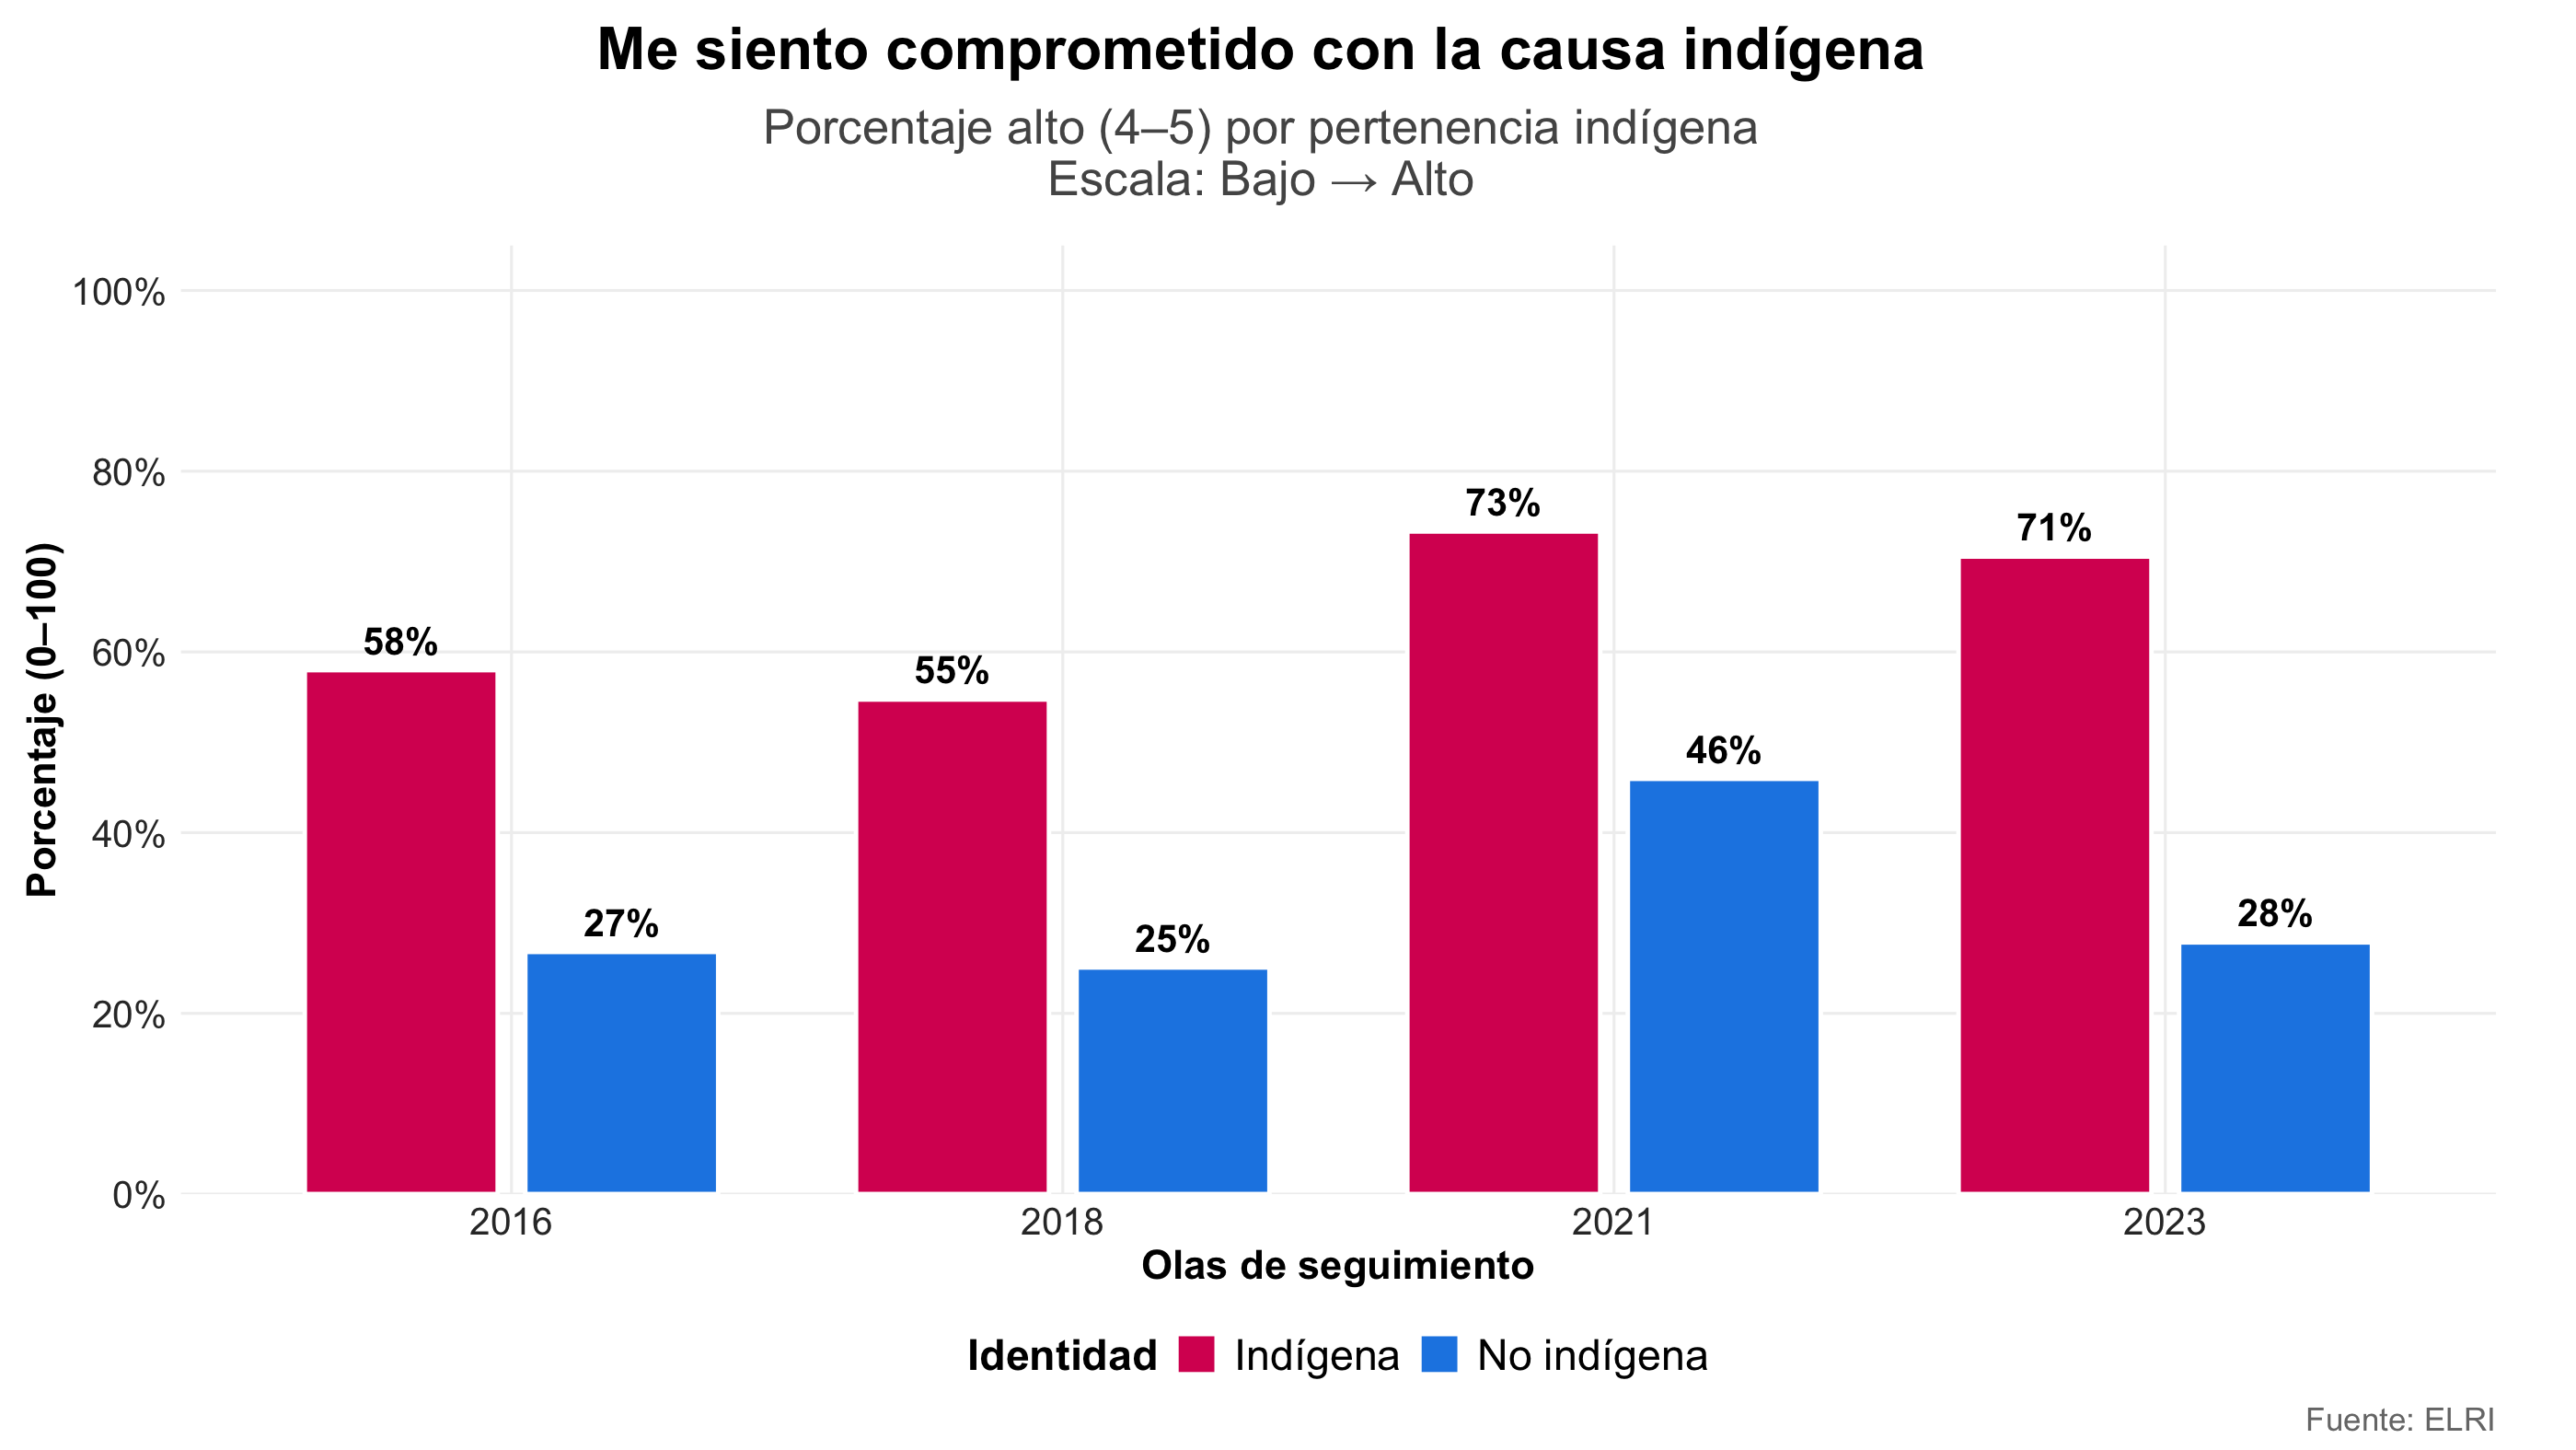 Me siento comprometido con la causa indígena
Porcentaje alto (4–5) por pertenencia indígena
Escala: Bajo → Alto
Porcentaje (0–100)
100%
80%
60%
40%
20%
0%
58%
27%
55%
25%
73%
46%
71%
28%
2016
2018
2021
2023
Olas de seguimiento
Identidad Indígena No indígena
Fuente: ELRI